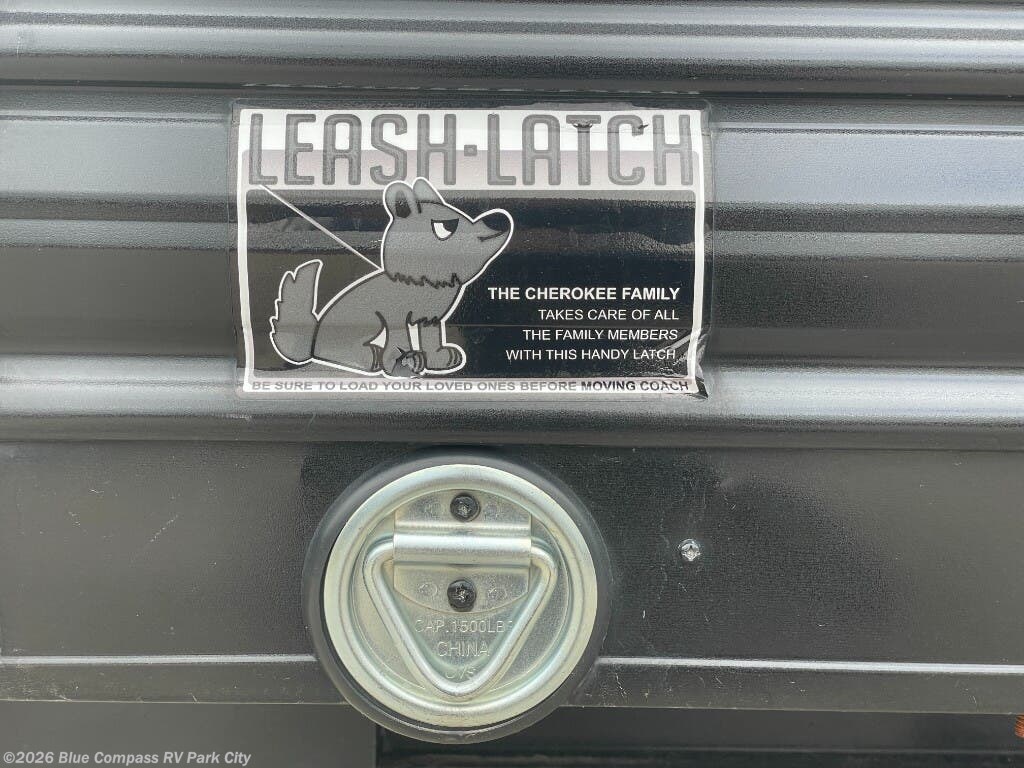 LEASH-LATCH
THE CHEROKEE FAMILY
TAKES CARE OF ALL
THE FAMILY MEMBERS
WITH THIS HANDY LATCH
BE SURE TO LOAD YOUR LOVED ONES BEFORE MOVING COACH
CAP.1500LBS
CHINA
©2026 Blue Compass RV Park City